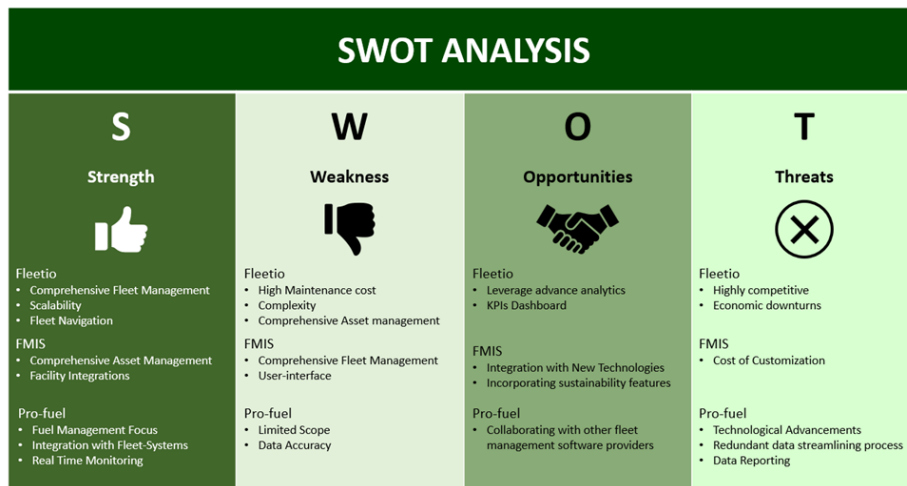 SWOT ANALYSIS
S
Strength
Fleetio
• Comprehensive Fleet Management
• Scalability
• Fleet Navigation
FMIS
• Comprehensive Asset Management
• Facility Integrations
Pro-fuel
• Fuel Management Focus
• Integration with Fleet-Systems
• Real Time Monitoring
W
Weakness
Fleetio
• High Maintenance cost
• Complexity
• Comprehensive Asset management
FMIS
• Comprehensive Fleet Management
• User-interface
Pro-fuel
• Limited Scope
• Data Accuracy
O
Opportunities
Fleetio
• Leverage advance analytics
• KPIs Dashboard
FMIS
• Integration with New Technologies
• Incorporating sustainability features
Pro-fuel
• Collaborating with other fleet
management software providers
T
Threats
Fleetio
• Highly competitive
• Economic downturns
FMIS
• Cost of Customization
Pro-fuel
• Technological Advancements
• Redundant data streamlining process
• Data Reporting